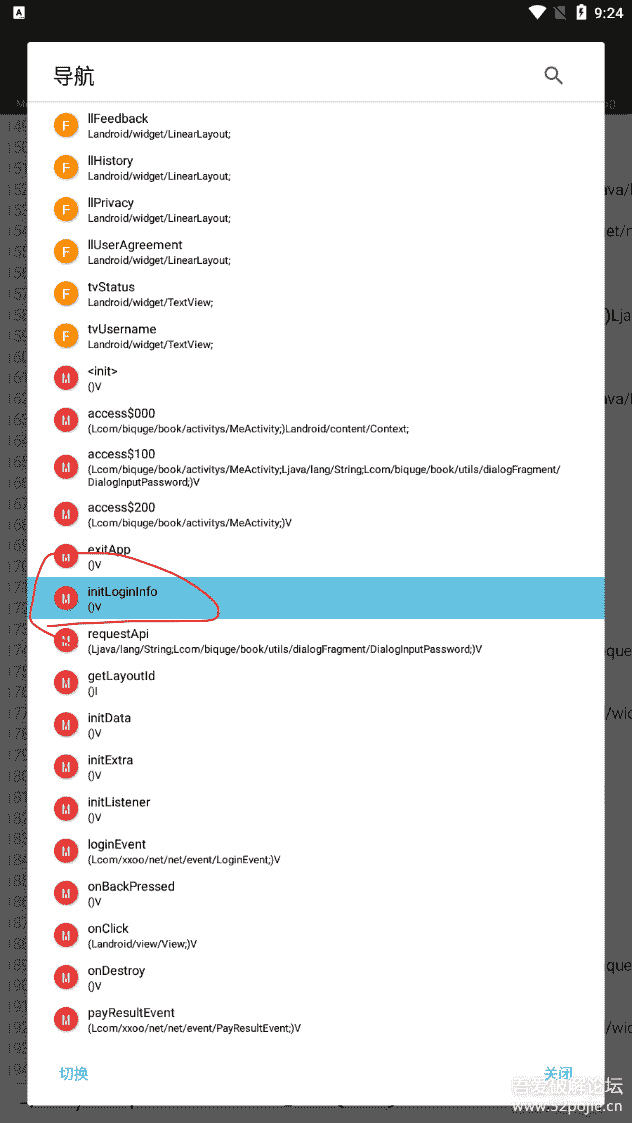 A
9:24
导航
F
llFeedback
Landroid/widget/LinearLayout;
F
llHistory
Landroid/widget/LinearLayout;
F
llPrivacy
Landroid/widget/LinearLayout;
F
llUserAgreement
Landroid/widget/LinearLayout;
F
tvStatus
Landroid/widget/TextView;
F
tvUsername
Landroid/widget/TextView;
M
<init>
()V
M
access$000
(Lcom/biquge/book/activitys/MeActivity;)Landroid/content/Context;
M
access$100
(Lcom/biquge/book/activitys/MeActivity;Ljava/lang/String;Lcom/biquge/book/utils/dialogFragment/
DialogInputPassword;)V
M
access$200
(Lcom/biquge/book/activitys/MeActivity;)V
M
exitApp
()V
M
initLoginInfo
()V
M
requestApi
(Ljava/lang/String;Lcom/biquge/book/utils/dialogFragment/DialogInputPassword;)V
M
getLayoutId
()I
M
initData
()V
M
initExtra
()V
M
initListener
()V
M
loginEvent
(Lcom/xxoo/net/net/event/LoginEvent;)V
M
onBackPressed
()V
M
onClick
(Landroid/view/View;)V
M
onDestroy
()V
M
payResultEvent
(Lcom/xxoo/net/net/event/PayResultEvent;)V
切换
关闭
吾爱破解论坛
www.52pojie.cn